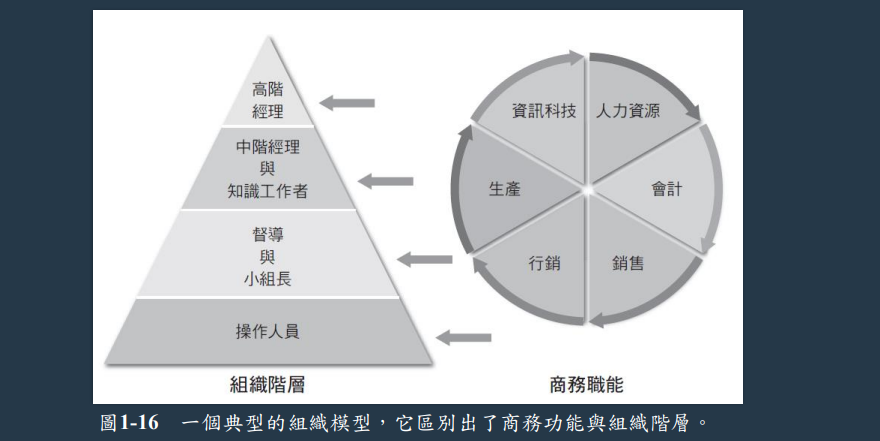 高階
經理
中階經理
與
知識工作者
督導
與
小組長
操作人員
組織階層
資訊科技
人力資源
生產
會計
行銷
銷售
商務職能
圖1-16 一個典型的組織模型，它區別出了商務功能與組織階層。